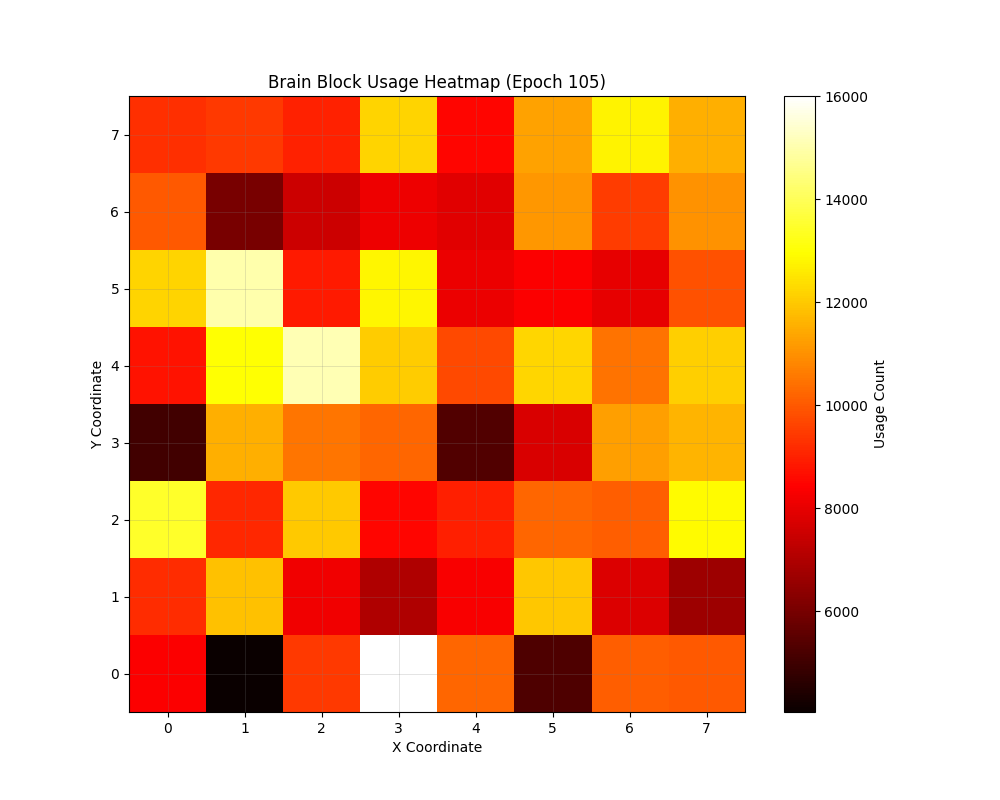 Brain Block Usage Heatmap (Epoch 105)
7
6
5
4
3
2
1
0
Y Coordinate
0 1 2 3 4 5 6 7
X Coordinate
16000
14000
12000
10000
8000
6000
Usage Count